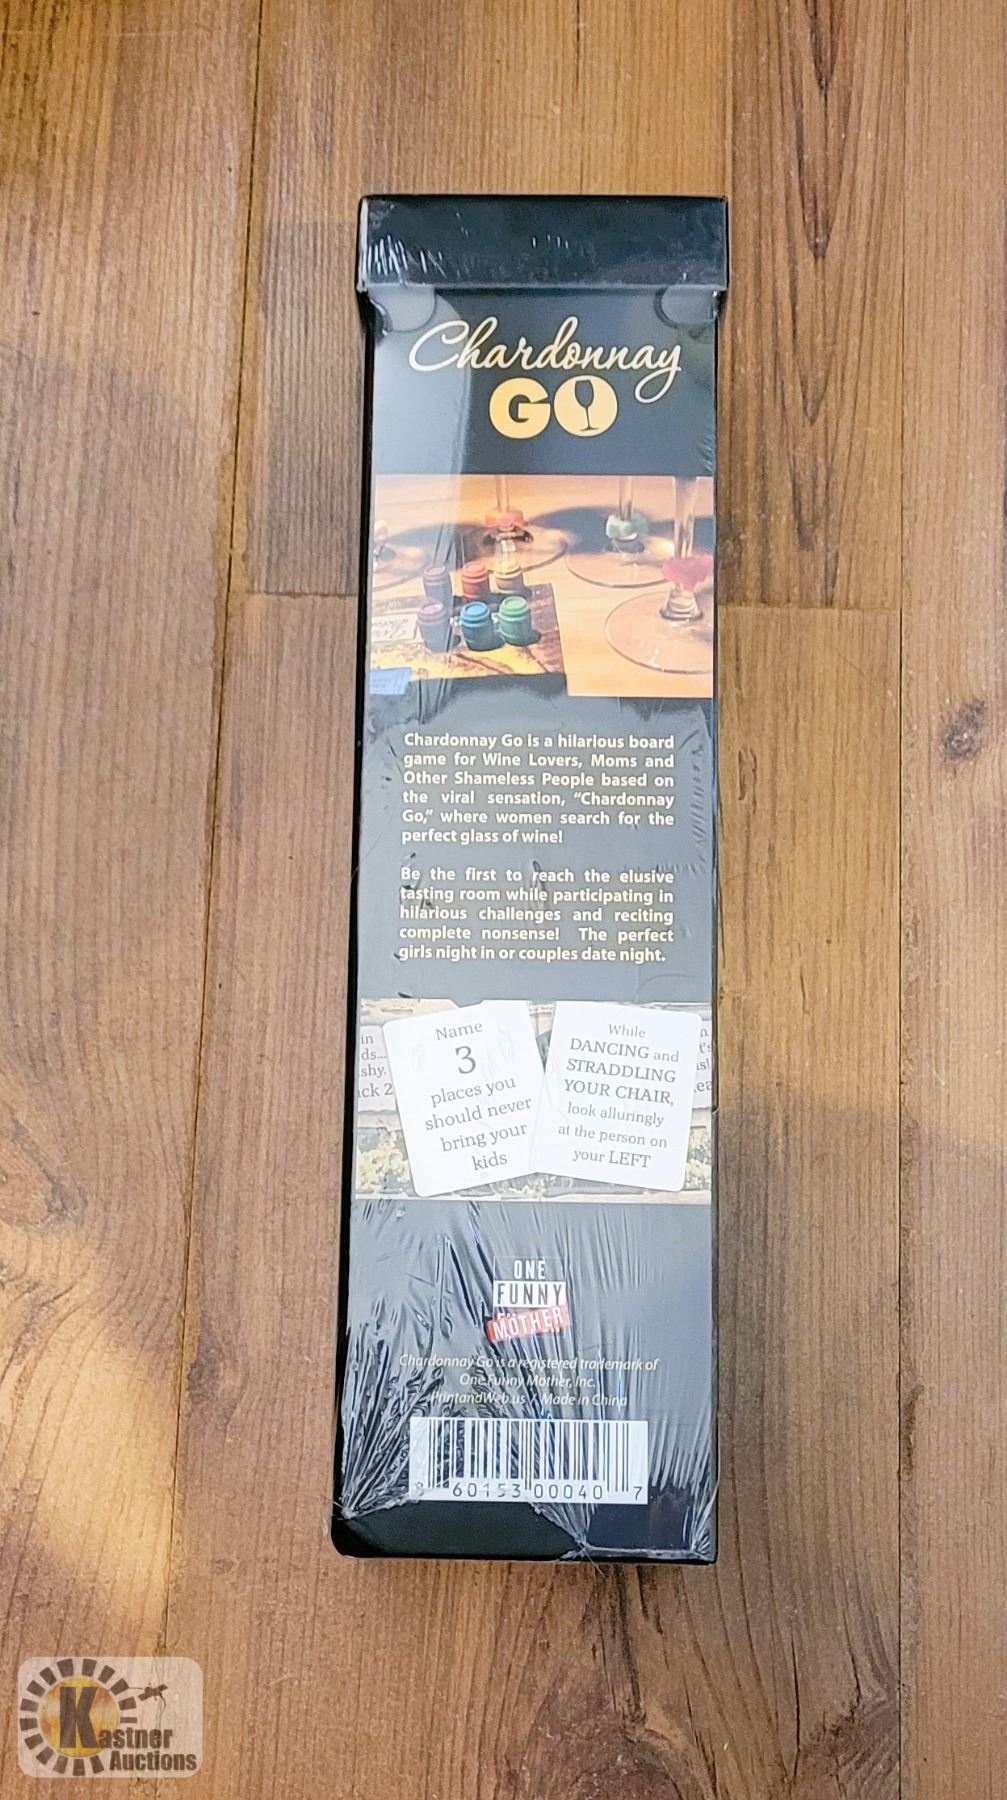 Chardonnay
GO
Chardonnay Go is a hilarious board
game for Wine Lovers, Moms and
Other Shameless People based on
the viral sensation, “Chardonnay
Go,” where women search for the
perfect glass of wine!
Be the first to reach the elusive
tasting room while participating in
hilarious challenges and reciting
complete nonsense! The perfect
girls night in or couples date night.
Name
3
places you
should never
bring your
kids
While
DANCING and
STRADDLING
YOUR CHAIR,
look alluringly
at the person on
your LEFT
ONE
FUNNY
MOTHER
Chardonnay Go is a registered trademark of
One Funny Mother, Inc.
PrintandWeb.us / Made in China
60153 00040 7
Kastner
Auctions